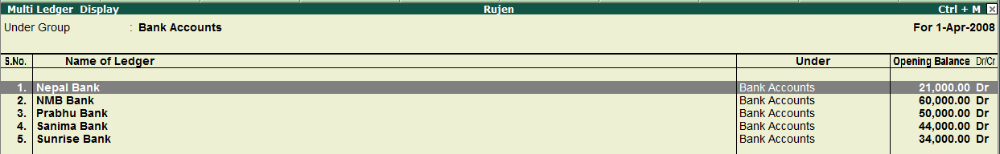 Multi Ledger Display Rujen Ctrl + M
Under Group : Bank Accounts For 1-Apr-2008
S.No. Name of Ledger Under Opening Balance Dr/Cr
1. Nepal Bank Bank Accounts 21,000.00 Dr
2. NMB Bank Bank Accounts 60,000.00 Dr
3. Prabhu Bank Bank Accounts 50,000.00 Dr
4. Sanima Bank Bank Accounts 44,000.00 Dr
5. Sunrise Bank Bank Accounts 34,000.00 Dr